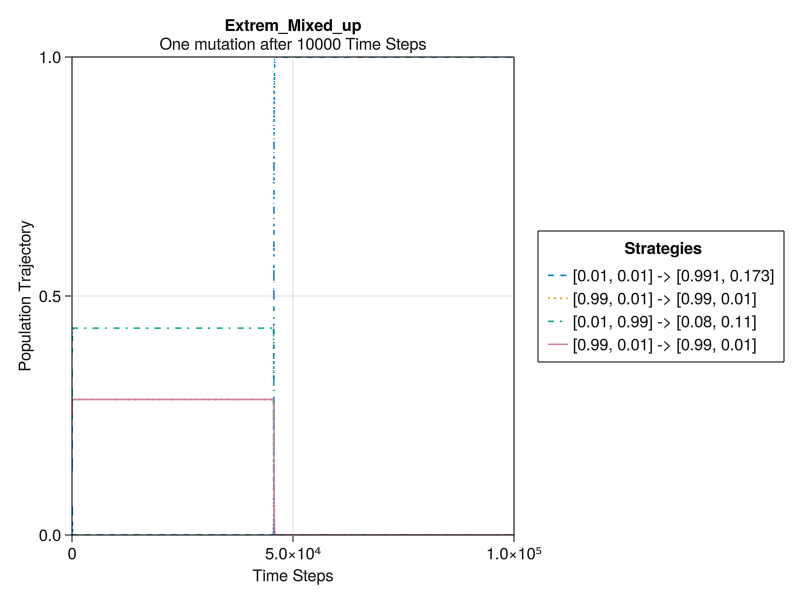 Extrem_Mixed_up
One mutation after 10000 Time Steps
1.0
0.5
0.0
Population Trajectory
0
5.0×10⁴
1.0×10⁵
Time Steps
Strategies
[0.01, 0.01] -> [0.991, 0.173]
[0.99, 0.01] -> [0.99, 0.01]
[0.01, 0.99] -> [0.08, 0.11]
[0.99, 0.01] -> [0.99, 0.01]